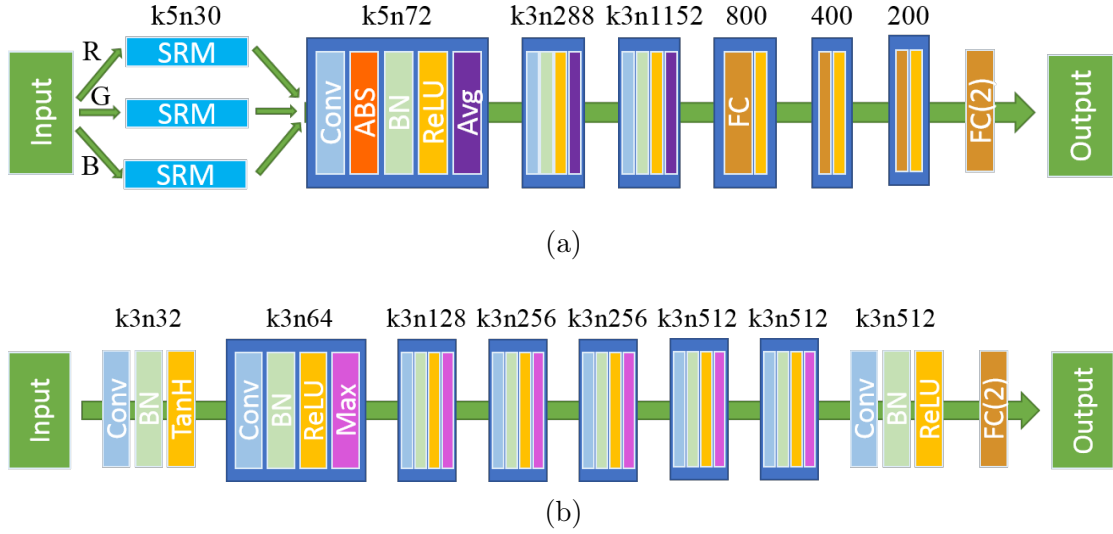 k5n30 k5n72 k3n288 k3n1152 800 400 200
Input
R
G
B
SRM
SRM
SRM
Conv
ABS
BN
ReLU
Avg
FC
FC(2)
Output
(a)
k3n32 k3n64 k3n128 k3n256 k3n256 k3n512 k3n512 k3n512
Input
Conv
BN
TanH
Conv
BN
ReLU
Max
Conv
BN
ReLU
FC(2)
Output
(b)